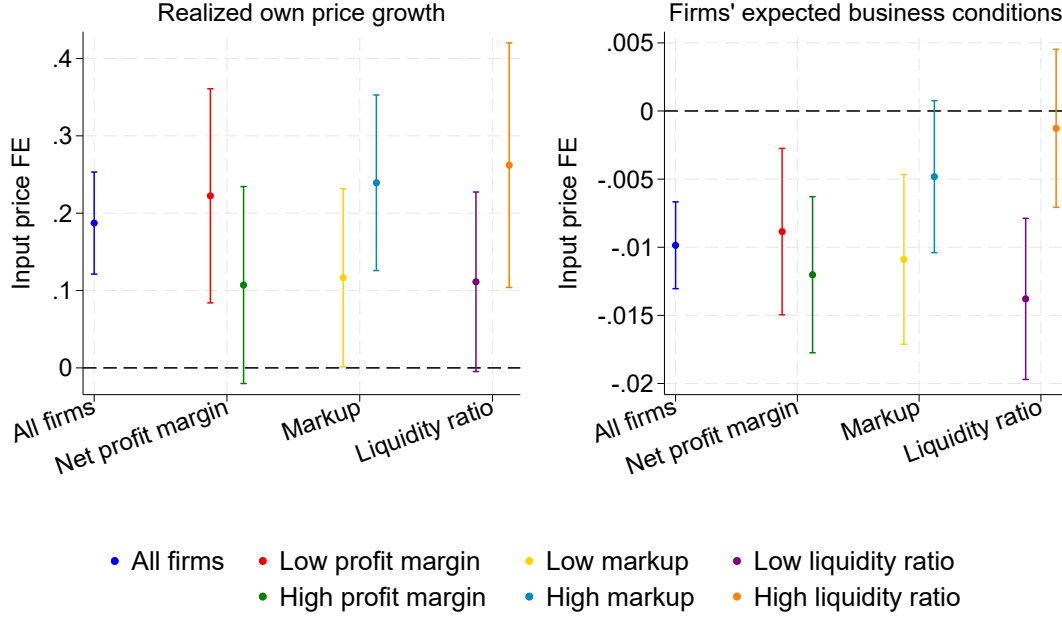 Realized own price growth
Input price FE
.4
.3
.2
.1
0
All firms
Net profit margin
Markup
Liquidity ratio
Firms' expected business conditions
Input price FE
.005
0
-.005
-.01
-.015
-.02
All firms
Net profit margin
Markup
Liquidity ratio
All firms
Low profit margin
Low markup
Low liquidity ratio
High profit margin
High markup
High liquidity ratio